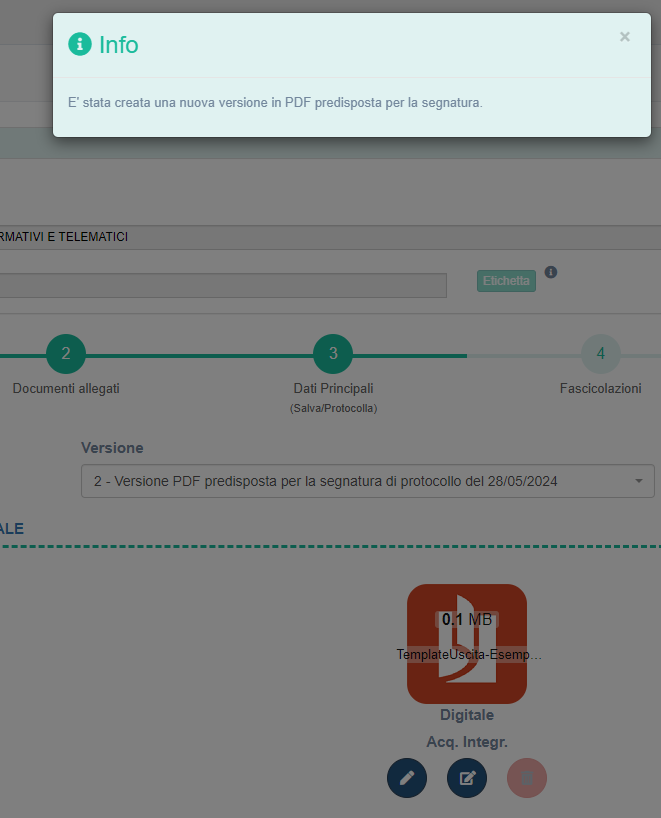 Info
×
E' stata creata una nuova versione in PDF predisposta per la segnatura.
RMATIVI E TELEMATICI
Etichetta
2
3
4
Documenti allegati
Dati Principali
Fascicolazioni
(Salva/Protocolla)
Versione
2 - Versione PDF predisposta per la segnatura di protocollo del 28/05/2024
ALE
0.1 MB
TemplateUscita-Esemp...
Digitale
Acq. Integr.